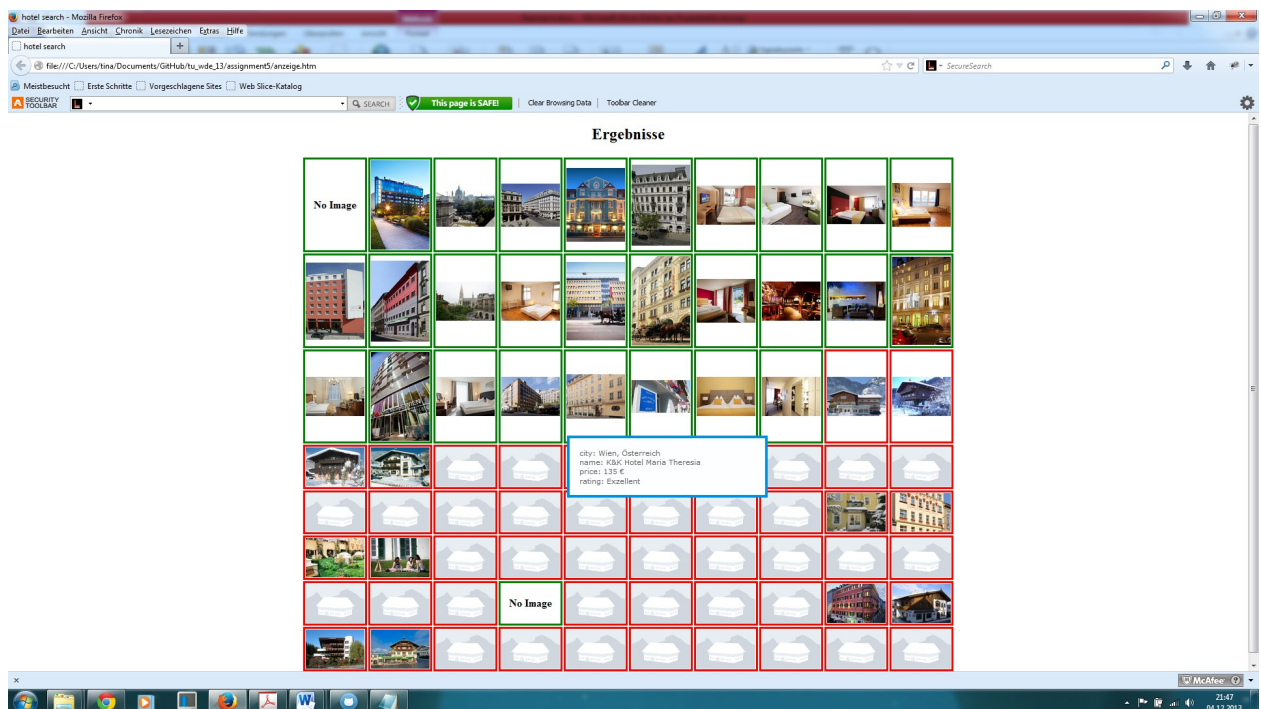 hotel search - Mozilla Firefox
Datei Bearbeiten Ansicht Chronik Lesezeichen Extras Hilfe
hotel search +
file:///C:/Users/tina/Documents/GitHub/tu_wde_13/assignment5/anzeige.htm
SecureSearch
Meistbesucht Erste Schritte Vorgeschlagene Sites Web Slice-Katalog
SECURITY TOOLBAR SEARCH This page is SAFE! Clear Browsing Data Toolbar Cleaner
Ergebnisse
No Image
city: Wien, Österreich
name: K&K Hotel Maria Theresia
price: 135 €
rating: Exzellent
No Image
x McAfee
21:47
04.12.2013